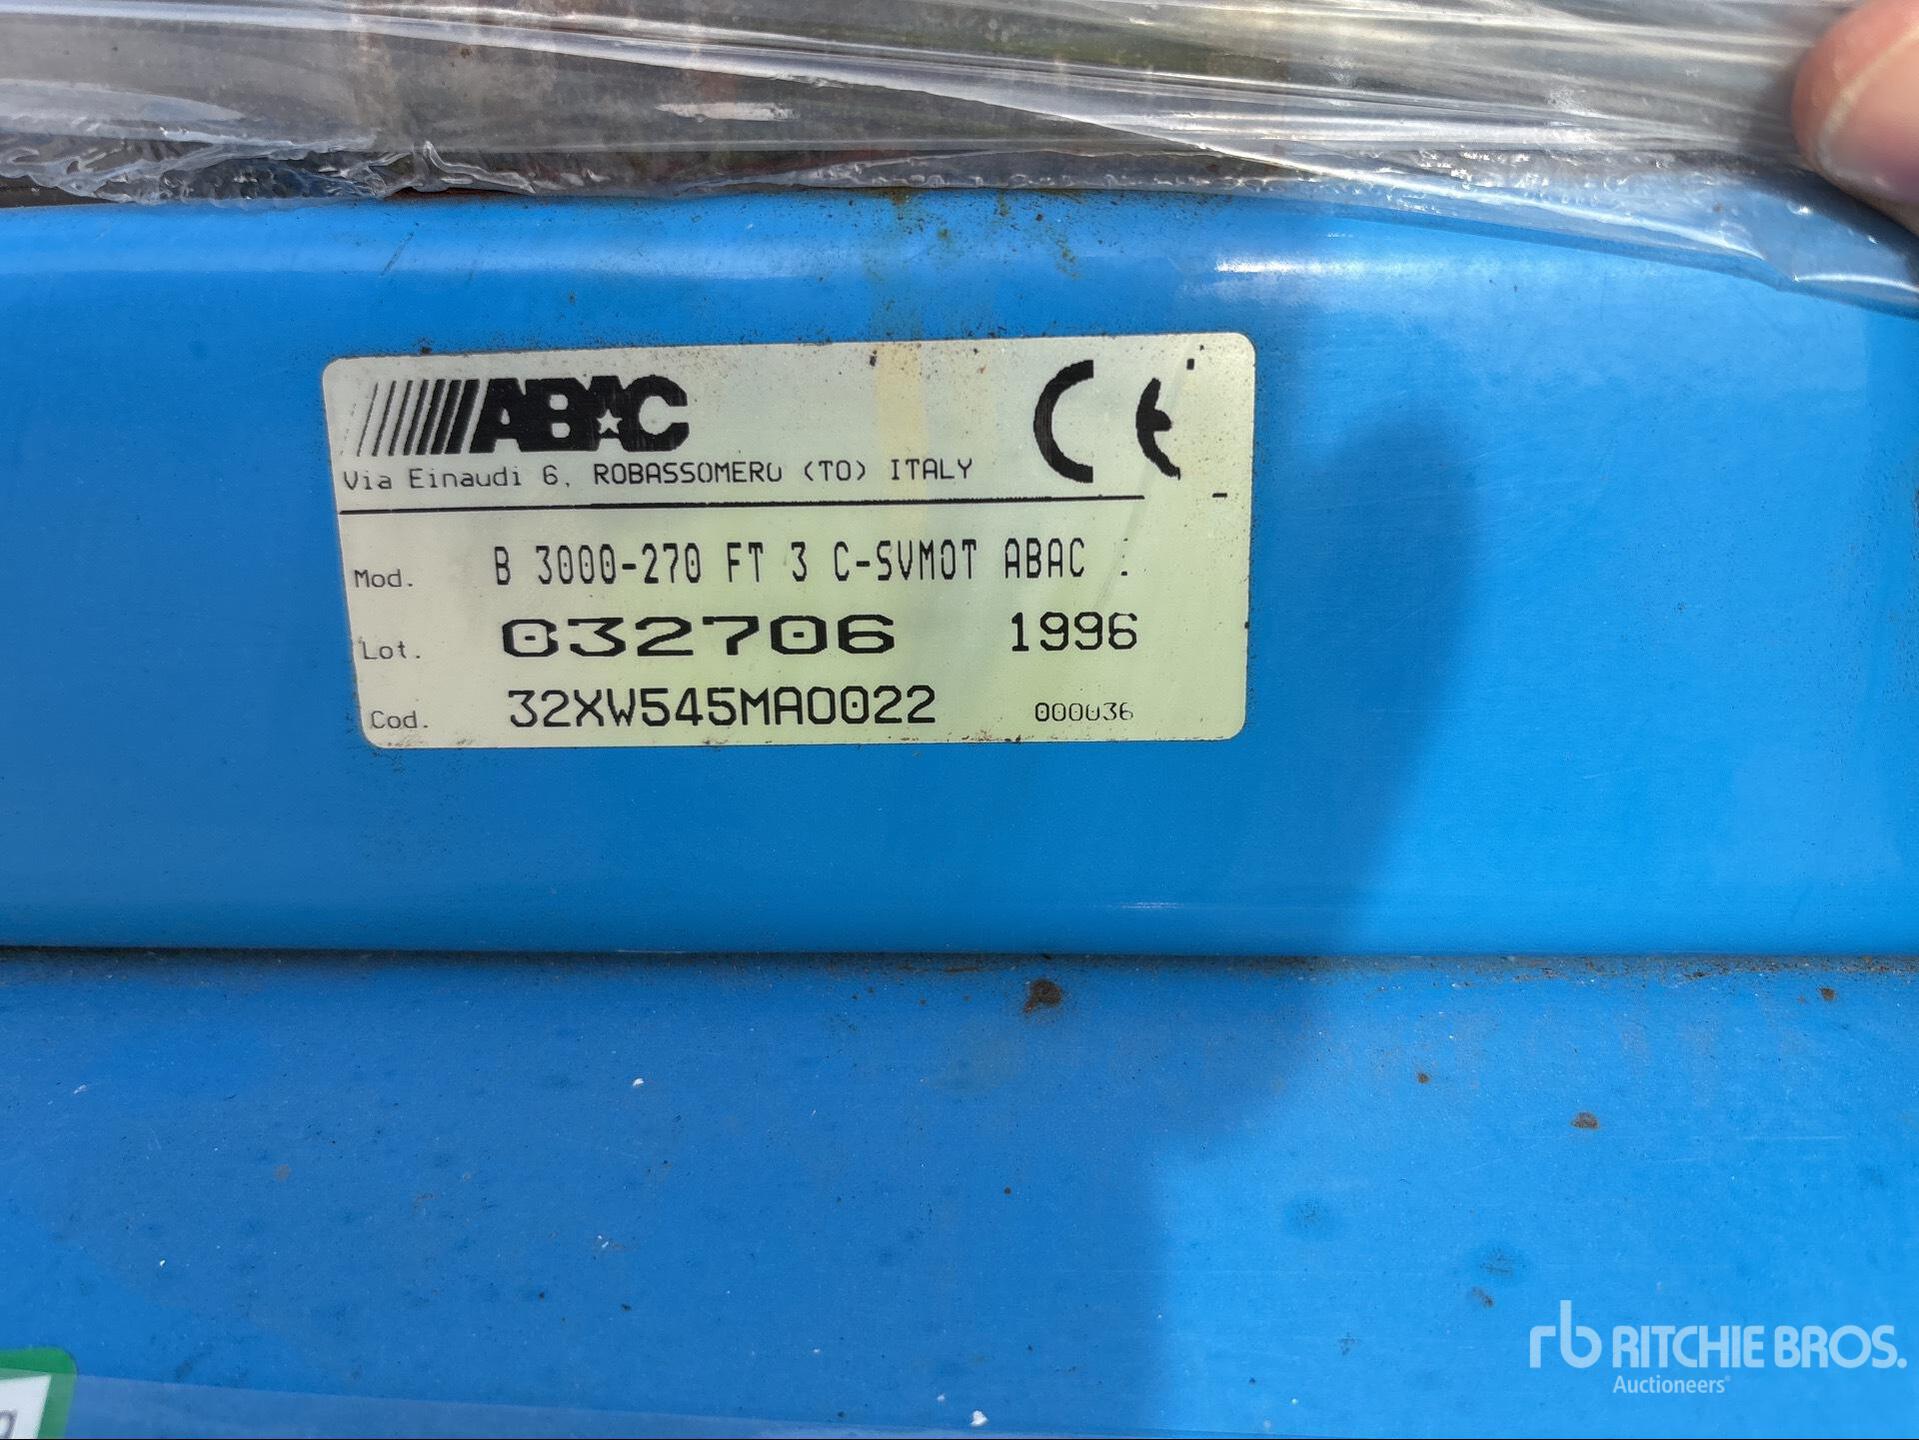 ABAC CE
Via Einaudi 6, ROBASSOMERO (TO) ITALY
Mod. B 3000-270 FT 3 C-SVMOT ABAC
Lot. 032706 1996
Cod. 32XW545MA0022 000036
rb RITCHIE BROS.
Auctioneers